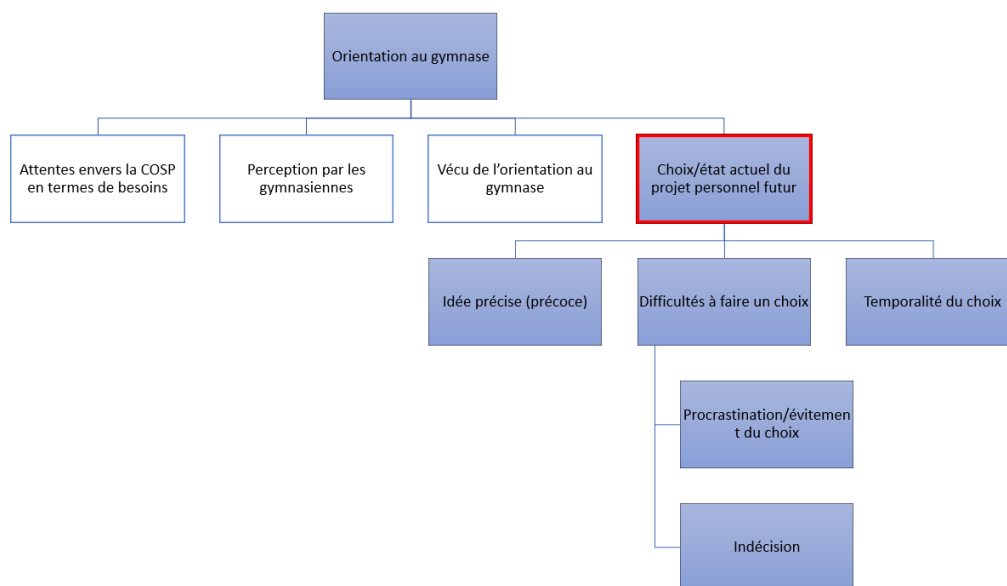 Orientation au gymnase
Attentes envers la COSP
en termes de besoins
Perception par les
gymnasiennes
Vécu de l'orientation au
gymnase
Choix/état actuel du
projet personnel futur
Idée précise (précoce)
Difficultés à faire un choix
Temporalité du choix
Procrastination/évitemen
t du choix
Indécision